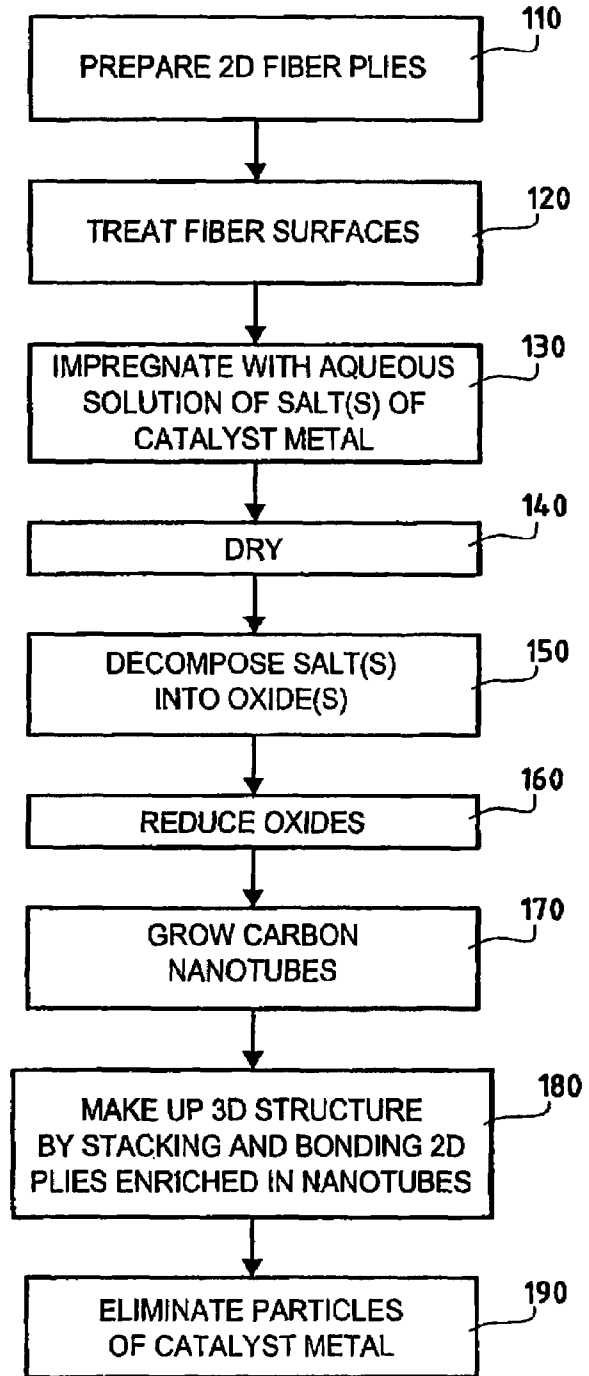 110
PREPARE 2D FIBER PLIES
120
TREAT FIBER SURFACES
130
IMPREGNATE WITH AQUEOUS
SOLUTION OF SALT(S) OF
CATALYST METAL
140
DRY
150
DECOMPOSE SALT(S)
INTO OXIDE(S)
160
REDUCE OXIDES
170
GROW CARBON
NANOTUBES
180
MAKE UP 3D STRUCTURE
BY STACKING AND BONDING 2D
PLIES ENRICHED IN NANOTUBES
190
ELIMINATE PARTICLES
OF CATALYST METAL